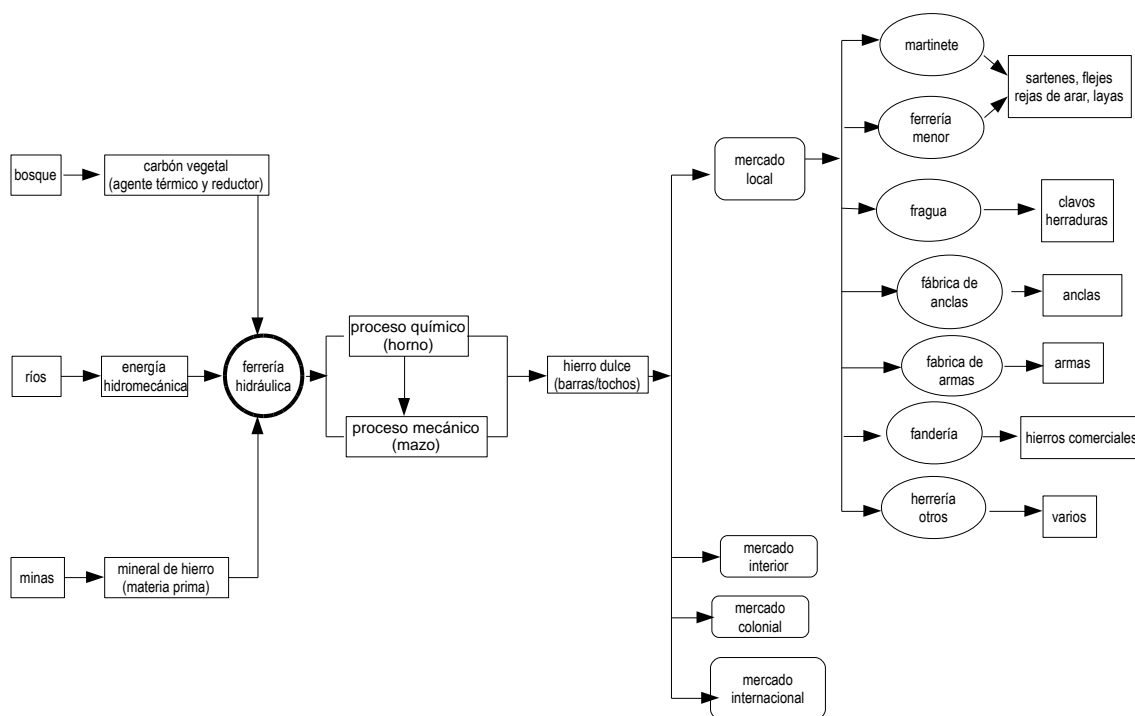 bosque
carbón vegetal
(agente térmico y reductor)
ríos
energía
hidromecánica
minas
mineral de hierro
(materia prima)
ferrería
hidráulica
proceso químico
(horno)
proceso mecánico
(mazo)
hierro dulce
(barras/tochos)
mercado
local
mercado
interior
mercado
colonial
mercado
internacional
martinete
ferrería
menor
sartenes, flejes
rejas de arar, layas
fragua
clavos
herraduras
fábrica de
anclas
anclas
fabrica de
armas
armas
fandería
hierros comerciales
herrería
otros
varios